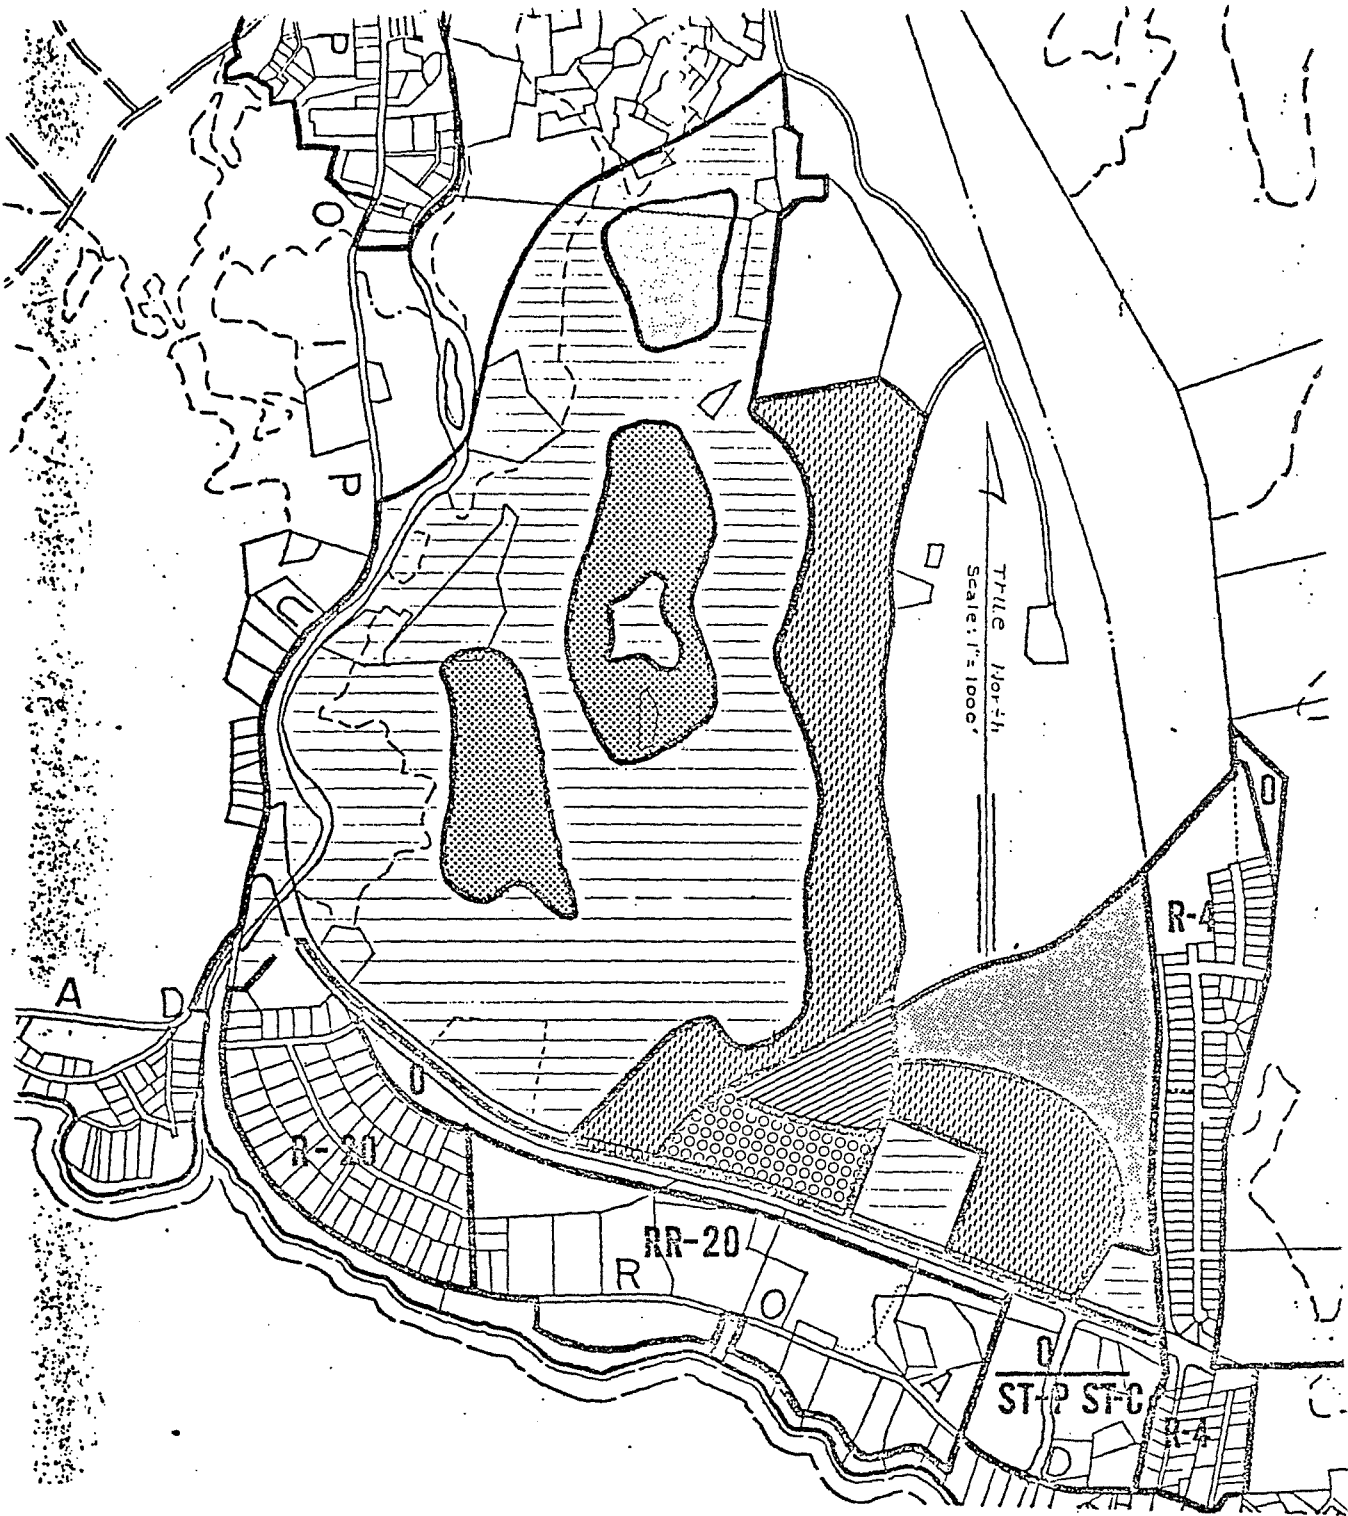 P
O
I
P
U
TRUE North
Scale: 1"= 1000'
O
R-4
A D
O
R-20
RR-20
R
O
A
O
ST-P ST-C
R-4
D